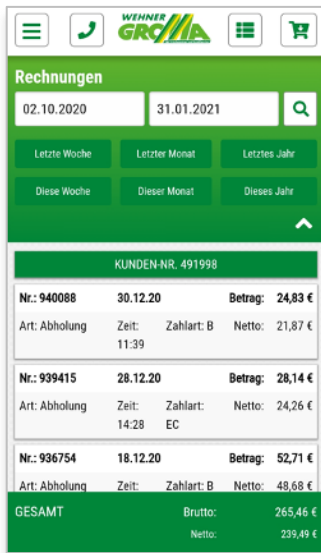 WEHNER
GROMA
Rechnungen
02.10.2020 31.01.2021
Letzte Woche Letzter Monat Letztes Jahr
Diese Woche Dieser Monat Dieses Jahr
KUNDEN-NR. 491998
Nr.: 940088 30.12.20 Betrag: 24,83 €
Art: Abholung Zeit: Zahlart: B Netto: 21,87 €
11:39
Nr.: 939415 28.12.20 Betrag: 28,14 €
Art: Abholung Zeit: Zahlart: Netto: 24,26 €
14:28 EC
Nr.: 936754 18.12.20 Betrag: 52,71 €
Art: Abholung Zeit: Zahlart: B Netto: 48,68 €
GESAMT Brutto: 265,46 €
Netto: 239,49 €